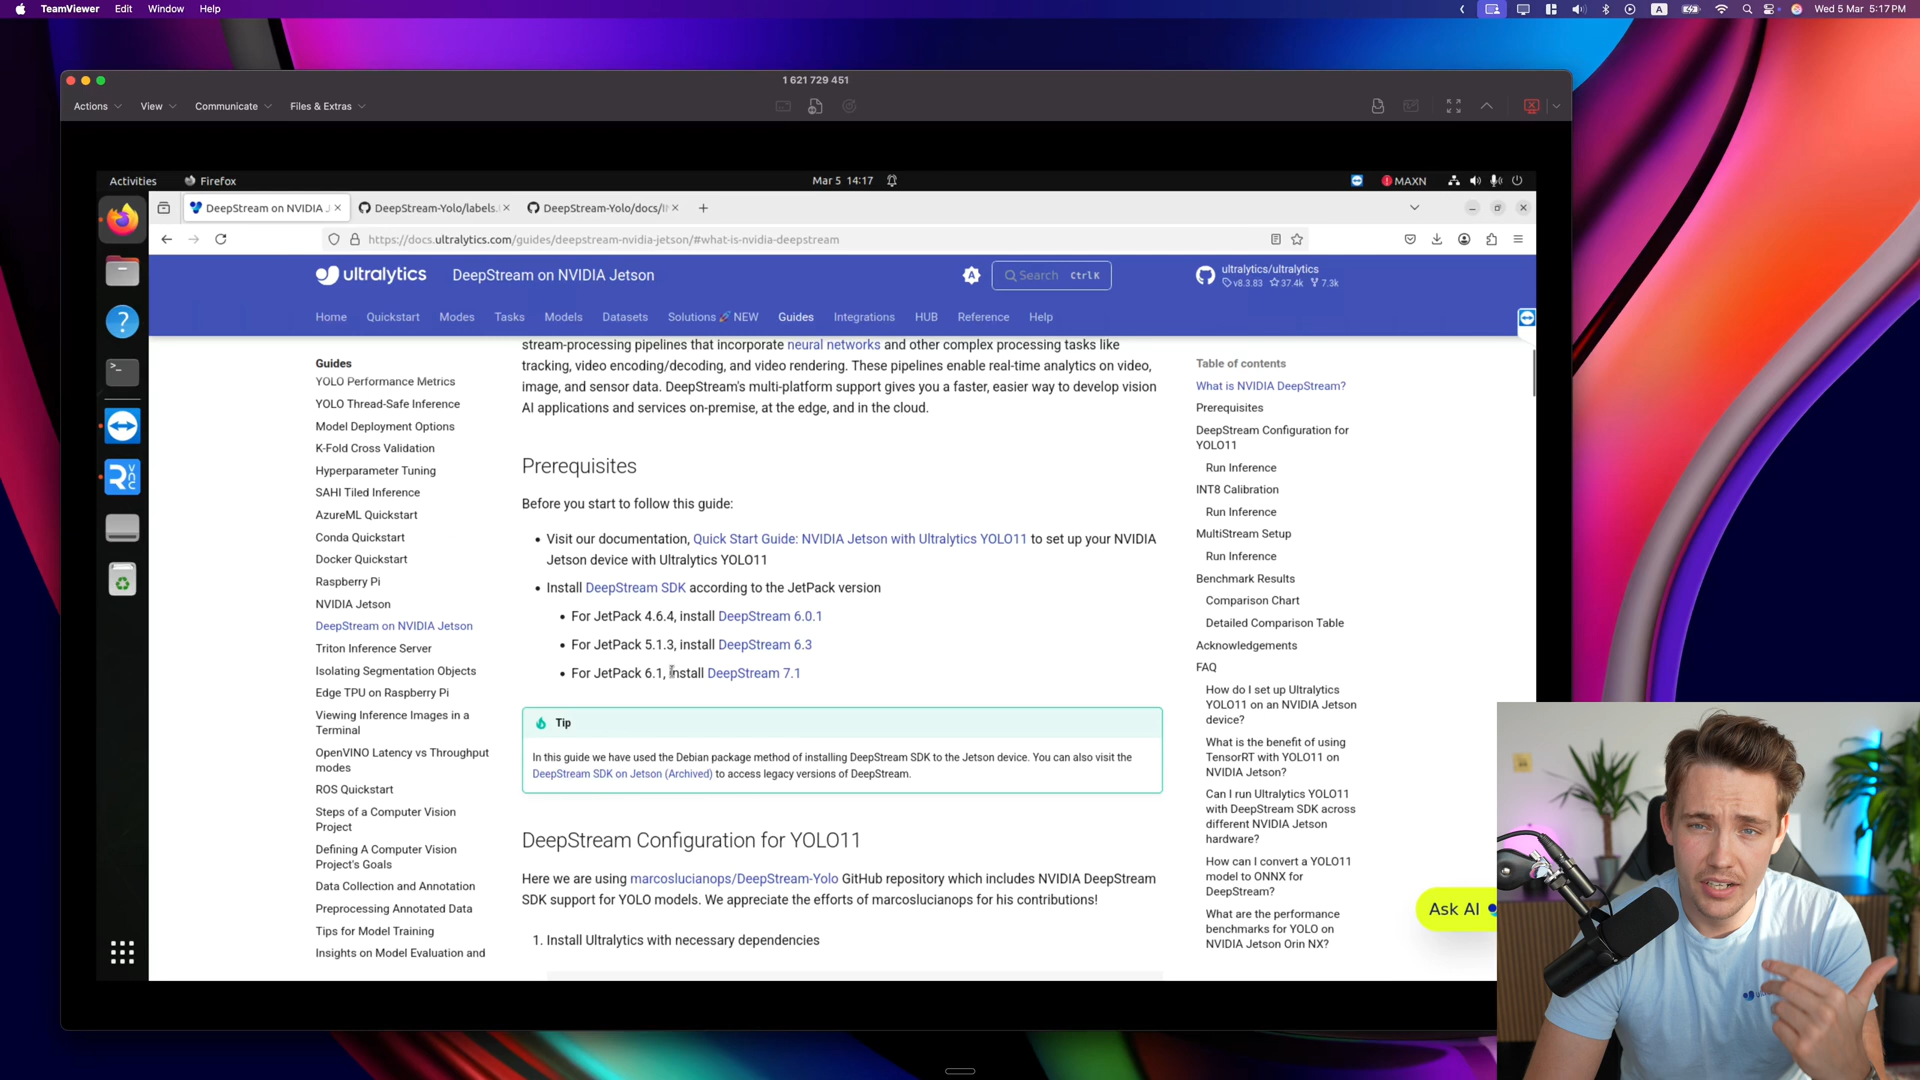 TeamViewer Edit Window Help
A Wed 5 Mar 5:17 PM
1 621 729 451
Actions View Communicate Files & Extras
Activities Firefox Mar 5 14:17 MAXN
DeepStream on NVIDIA J DeepStream-Yolo/labels. DeepStream-Yolo/docs/I
https://docs.ultralytics.com/guides/deepstream-nvidia-jetson/#what-is-nvidia-deepstream
ultralytics DeepStream on NVIDIA Jetson Search Ctrl K
ultralytics/ultralytics
v8.3.83 37.4k 7.3k
Home Quickstart Modes Tasks Models Datasets Solutions 🚀 NEW Guides Integrations HUB Reference Help
Guides
YOLO Performance Metrics
YOLO Thread-Safe Inference
Model Deployment Options
K-Fold Cross Validation
Hyperparameter Tuning
SAHI Tiled Inference
AzureML Quickstart
Conda Quickstart
Docker Quickstart
Raspberry Pi
NVIDIA Jetson
DeepStream on NVIDIA Jetson
Triton Inference Server
Isolating Segmentation Objects
Edge TPU on Raspberry Pi
Viewing Inference Images in a
Terminal
OpenVINO Latency vs Throughput
modes
ROS Quickstart
Steps of a Computer Vision
Project
Defining A Computer Vision
Project's Goals
Data Collection and Annotation
Preprocessing Annotated Data
Tips for Model Training
Insights on Model Evaluation and
stream-processing pipelines that incorporate neural networks and other complex processing tasks like
tracking, video encoding/decoding, and video rendering. These pipelines enable real-time analytics on video,
image, and sensor data. DeepStream's multi-platform support gives you a faster, easier way to develop vision
AI applications and services on-premise, at the edge, and in the cloud.
Prerequisites
Before you start to follow this guide:
• Visit our documentation, Quick Start Guide: NVIDIA Jetson with Ultralytics YOLO11 to set up your NVIDIA
Jetson device with Ultralytics YOLO11
• Install DeepStream SDK according to the JetPack version
• For JetPack 4.6.4, install DeepStream 6.0.1
• For JetPack 5.1.3, install DeepStream 6.3
• For JetPack 6.1, install DeepStream 7.1
Tip
In this guide we have used the Debian package method of installing DeepStream SDK to the Jetson device. You can also visit the
DeepStream SDK on Jetson (Archived) to access legacy versions of DeepStream.
DeepStream Configuration for YOLO11
Here we are using marcoslucianops/DeepStream-Yolo GitHub repository which includes NVIDIA DeepStream
SDK support for YOLO models. We appreciate the efforts of marcoslucianops for his contributions!
1. Install Ultralytics with necessary dependencies
Table of contents
What is NVIDIA DeepStream?
Prerequisites
DeepStream Configuration for
YOLO11
Run Inference
INT8 Calibration
Run Inference
MultiStream Setup
Run Inference
Benchmark Results
Comparison Chart
Detailed Comparison Table
Acknowledgements
FAQ
How do I set up Ultralytics
YOLO11 on an NVIDIA Jetson
device?
What is the benefit of using
TensorRT with YOLO11 on
NVIDIA Jetson?
Can I run Ultralytics YOLO11
with DeepStream SDK across
different NVIDIA Jetson
hardware?
How can I convert a YOLO11
model to ONNX for
DeepStream?
What are the performance
benchmarks for YOLO on
NVIDIA Jetson Orin NX?
Ask AI